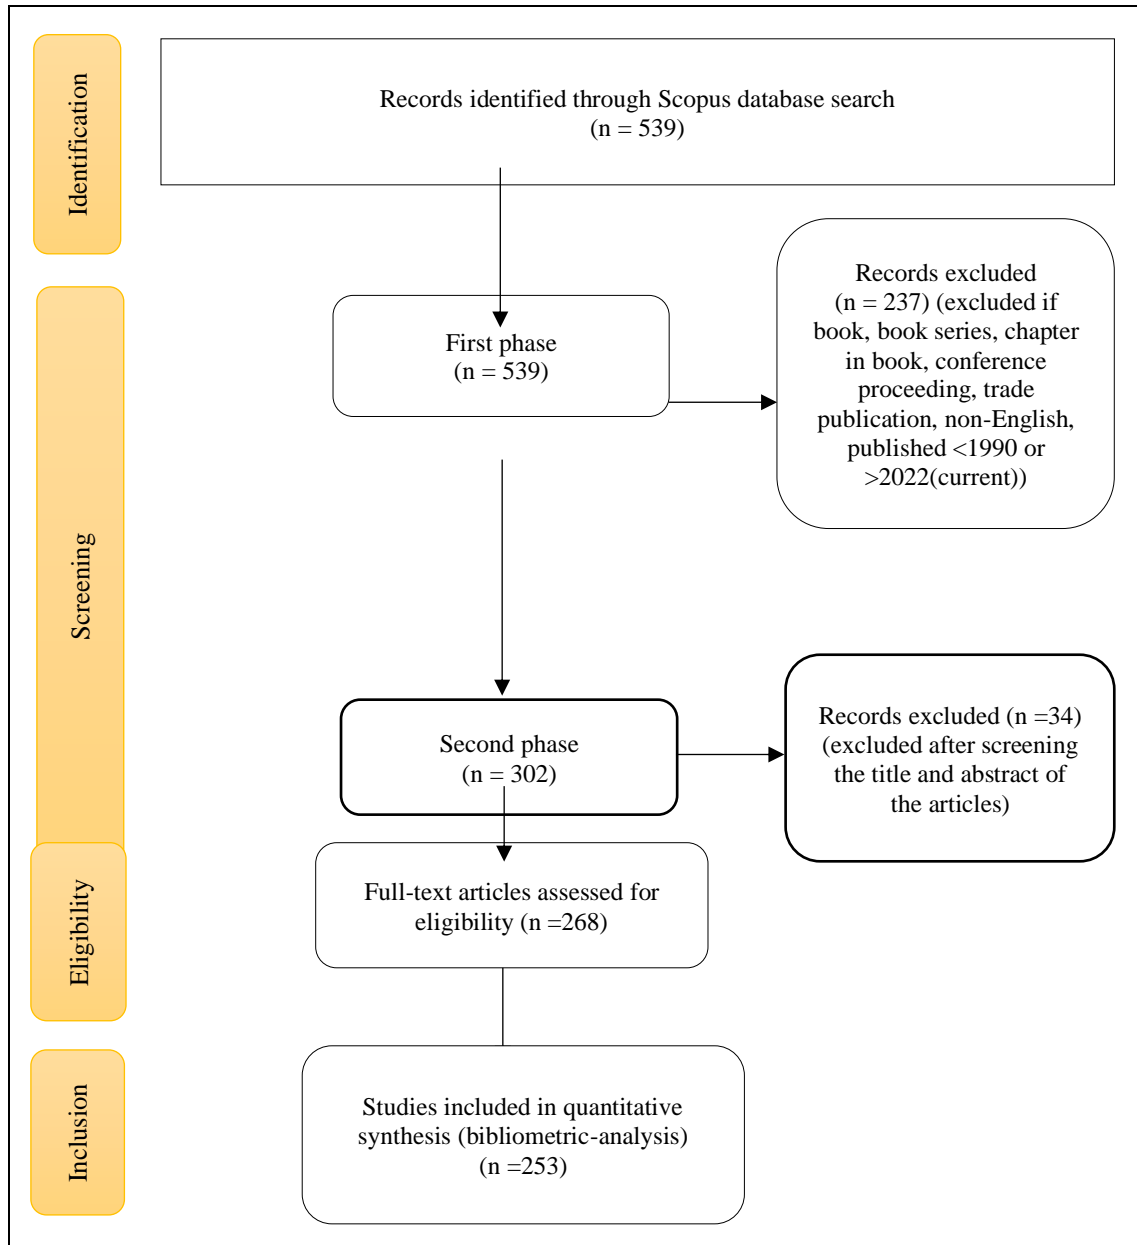 Identification
Records identified through Scopus database search
(n = 539)
Screening
First phase
(n = 539)
Records excluded
(n = 237) (excluded if
book, book series, chapter
in book, conference
proceeding, trade
publication, non-English,
published <1990 or
>2022(current))
Second phase
(n = 302)
Records excluded (n =34)
(excluded after screening
the title and abstract of
the articles)
Eligibility
Full-text articles assessed for
eligibility (n =268)
Inclusion
Studies included in quantitative
synthesis (bibliometric-analysis)
(n =253)